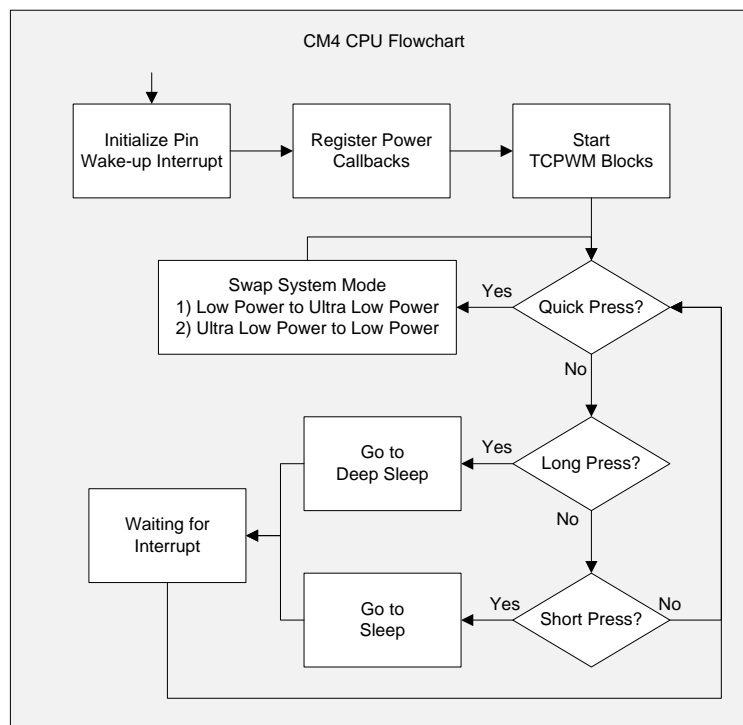 CM4 CPU Flowchart
Initialize Pin
Wake-up Interrupt
Register Power
Callbacks
Start
TCPWM Blocks
Swap System Mode
1) Low Power to Ultra Low Power
2) Ultra Low Power to Low Power
Yes
Quick Press?
No
Go to
Deep Sleep
Yes
Long Press?
No
Waiting for
Interrupt
Go to
Sleep
Yes
Short Press?
No